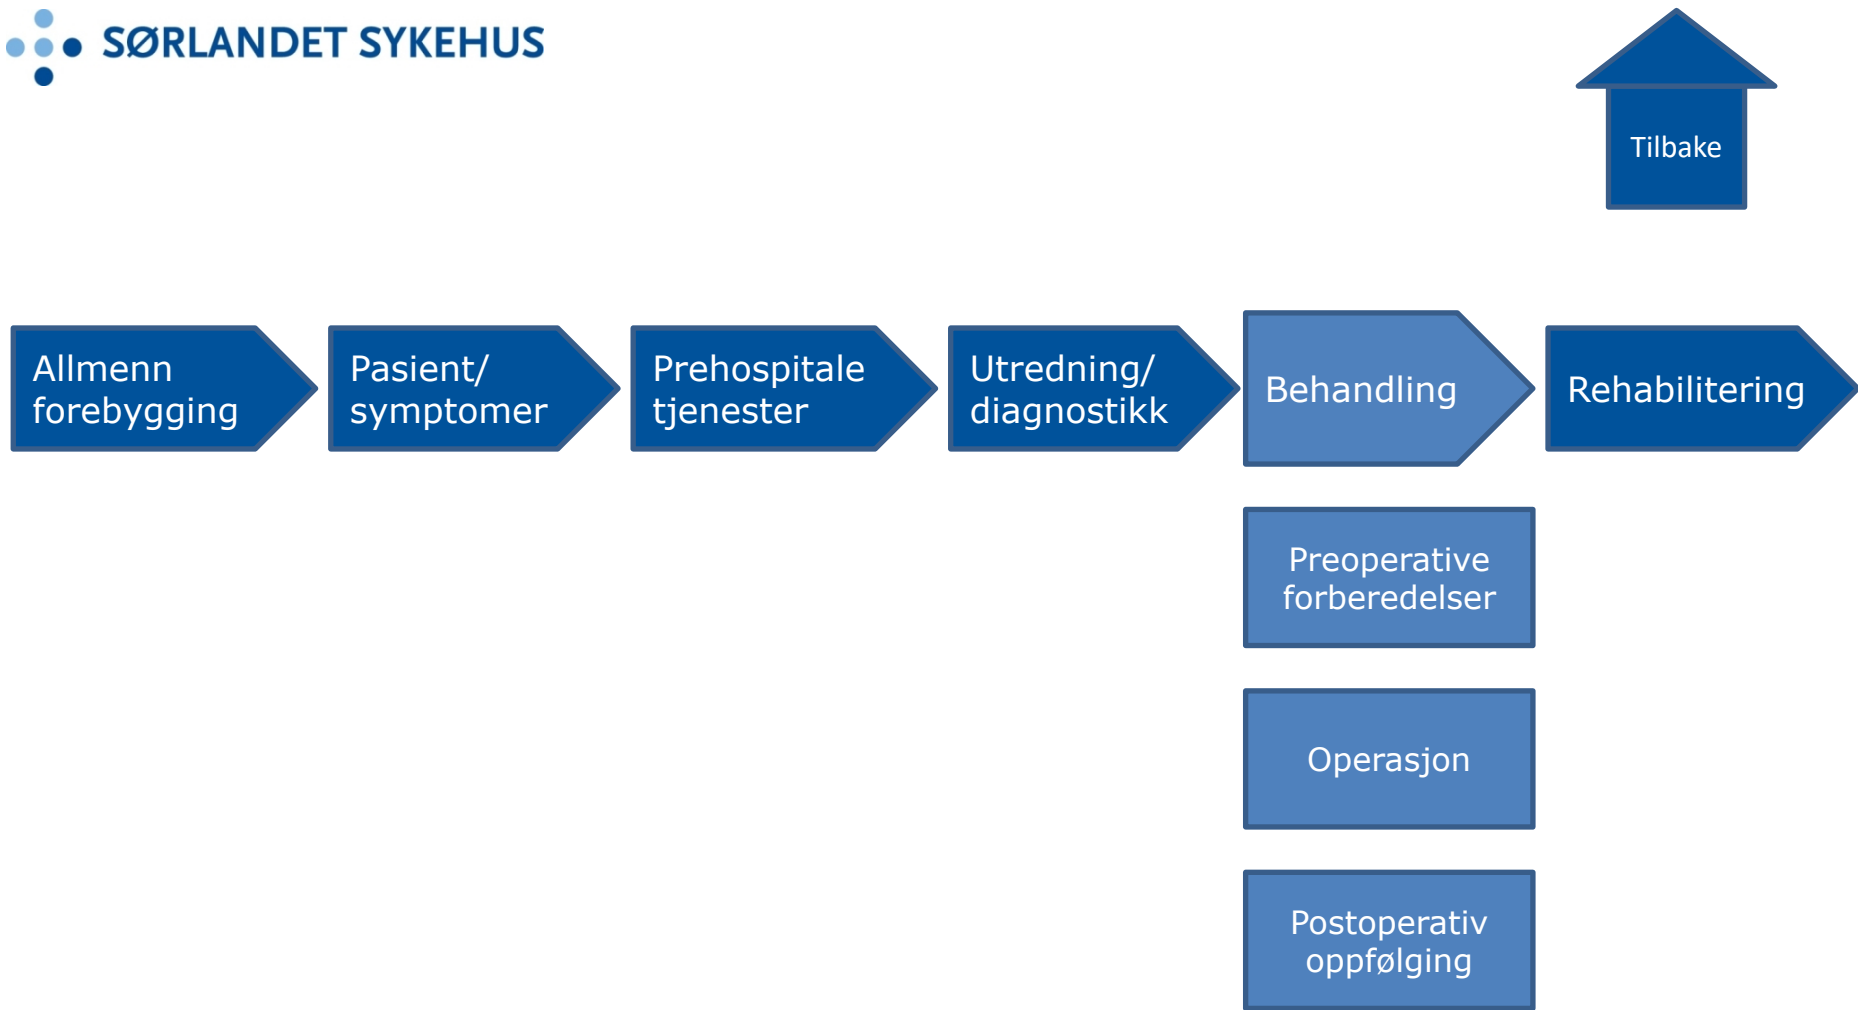 SØRLANDET SYKEHUS
Tilbake
Allmenn
forebygging
Pasient/
symptomer
Prehospitale
tjenester
Utredning/
diagnostikk
Behandling
Rehabilitering
Preoperative
forberedelser
Operasjon
Postoperativ
oppfølging